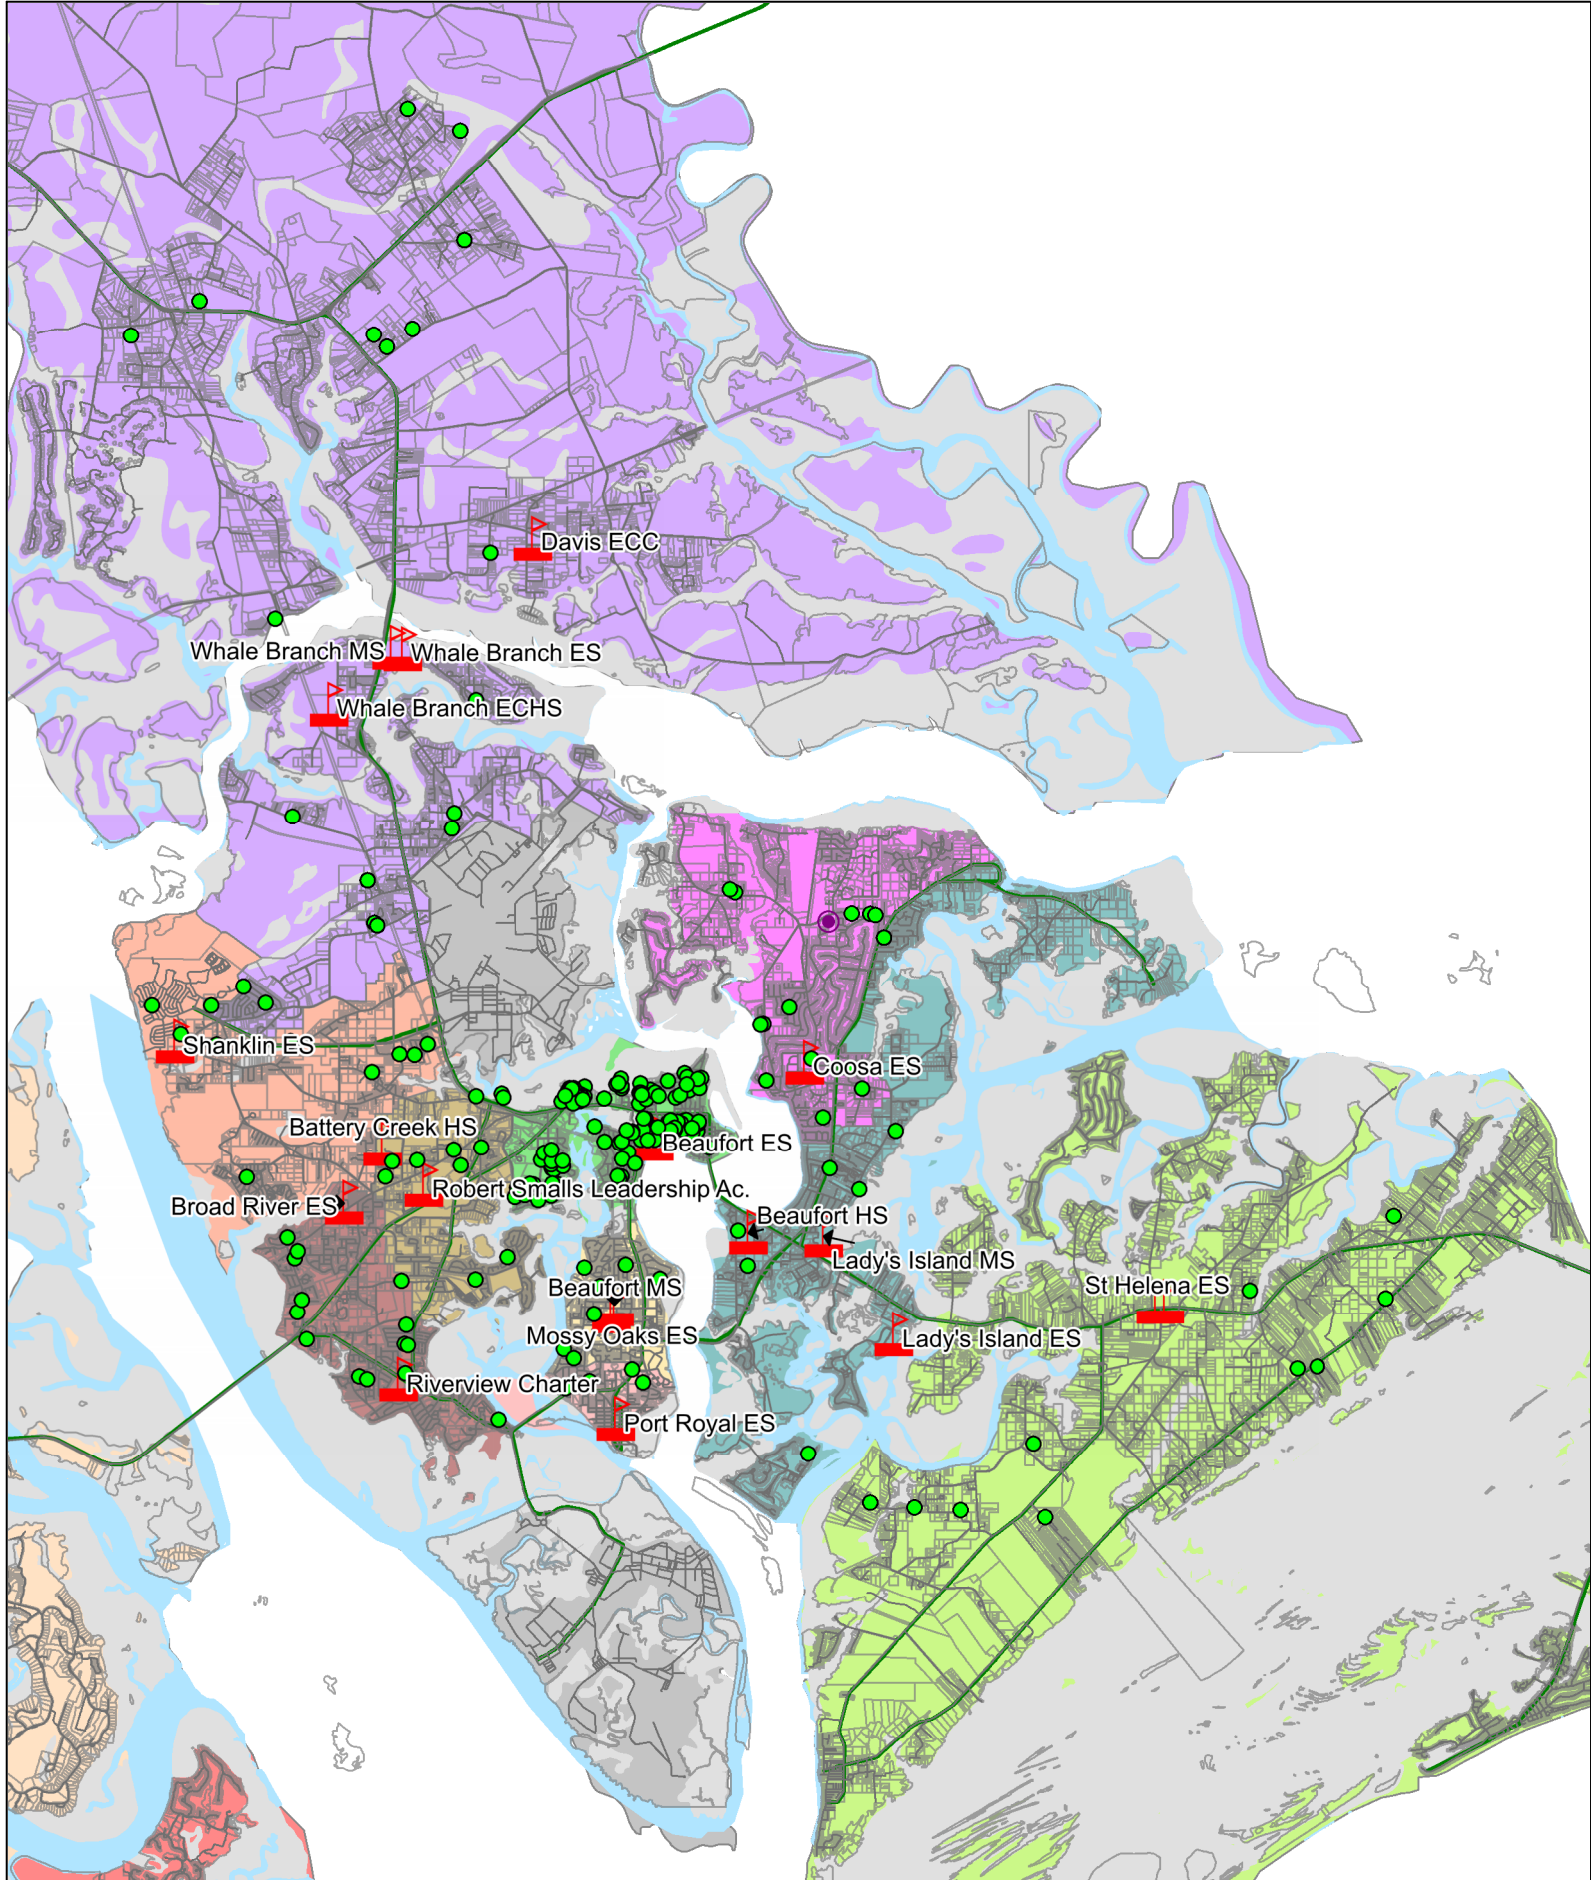 Davis ECC
Whale Branch MS
Whale Branch ES
Whale Branch ECHS
Shanklin ES
Coosa ES
Battery Creek HS
Beaufort ES
Robert Smalls Leadership Ac.
Broad River ES
Beaufort HS
Lady's Island MS
Beaufort MS
St Helena ES
Mossy Oaks ES
Lady's Island ES
Riverview Charter
Port Royal ES